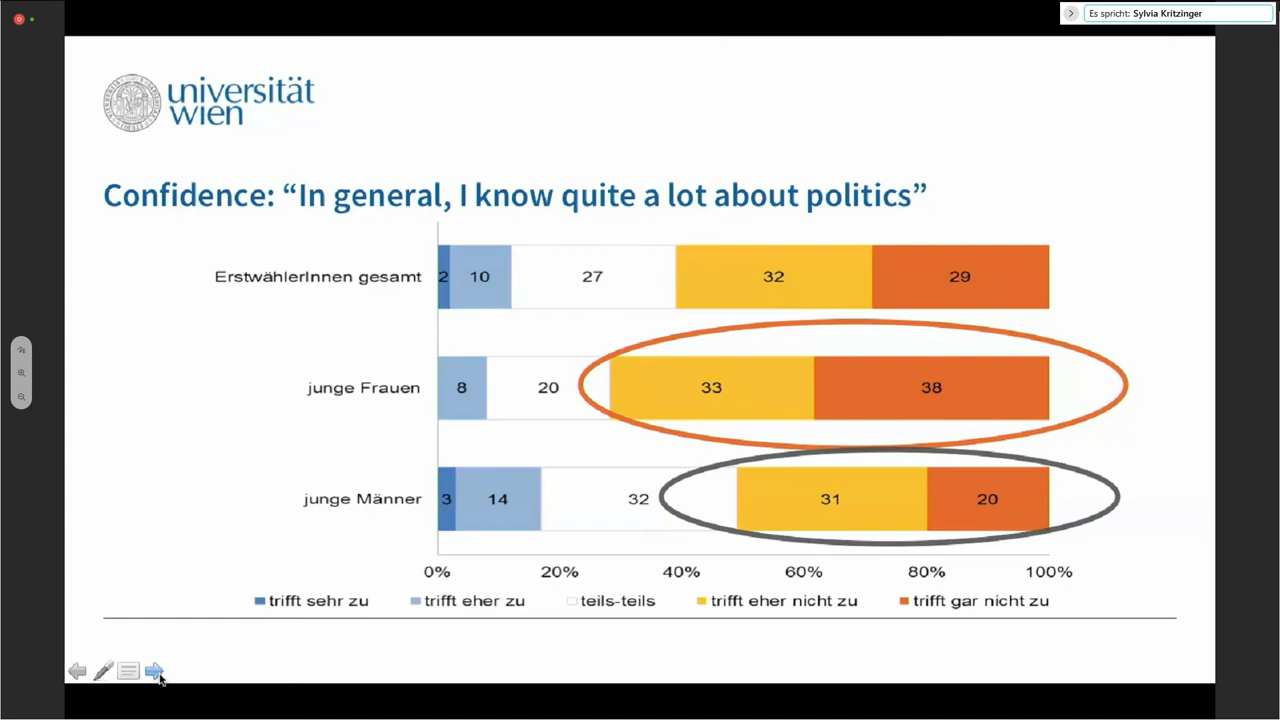 Es spricht: Sylvia Kritzinger
universität
wien
Confidence: “In general, I know quite a lot about politics”
ErstwählerInnen gesamt 2 10 27 32 29
junge Frauen 8 20 33 38
junge Männer 3 14 32 31 20
0% 20% 40% 60% 80% 100%
trifft sehr zu trifft eher zu teils-teils trifft eher nicht zu trifft gar nicht zu